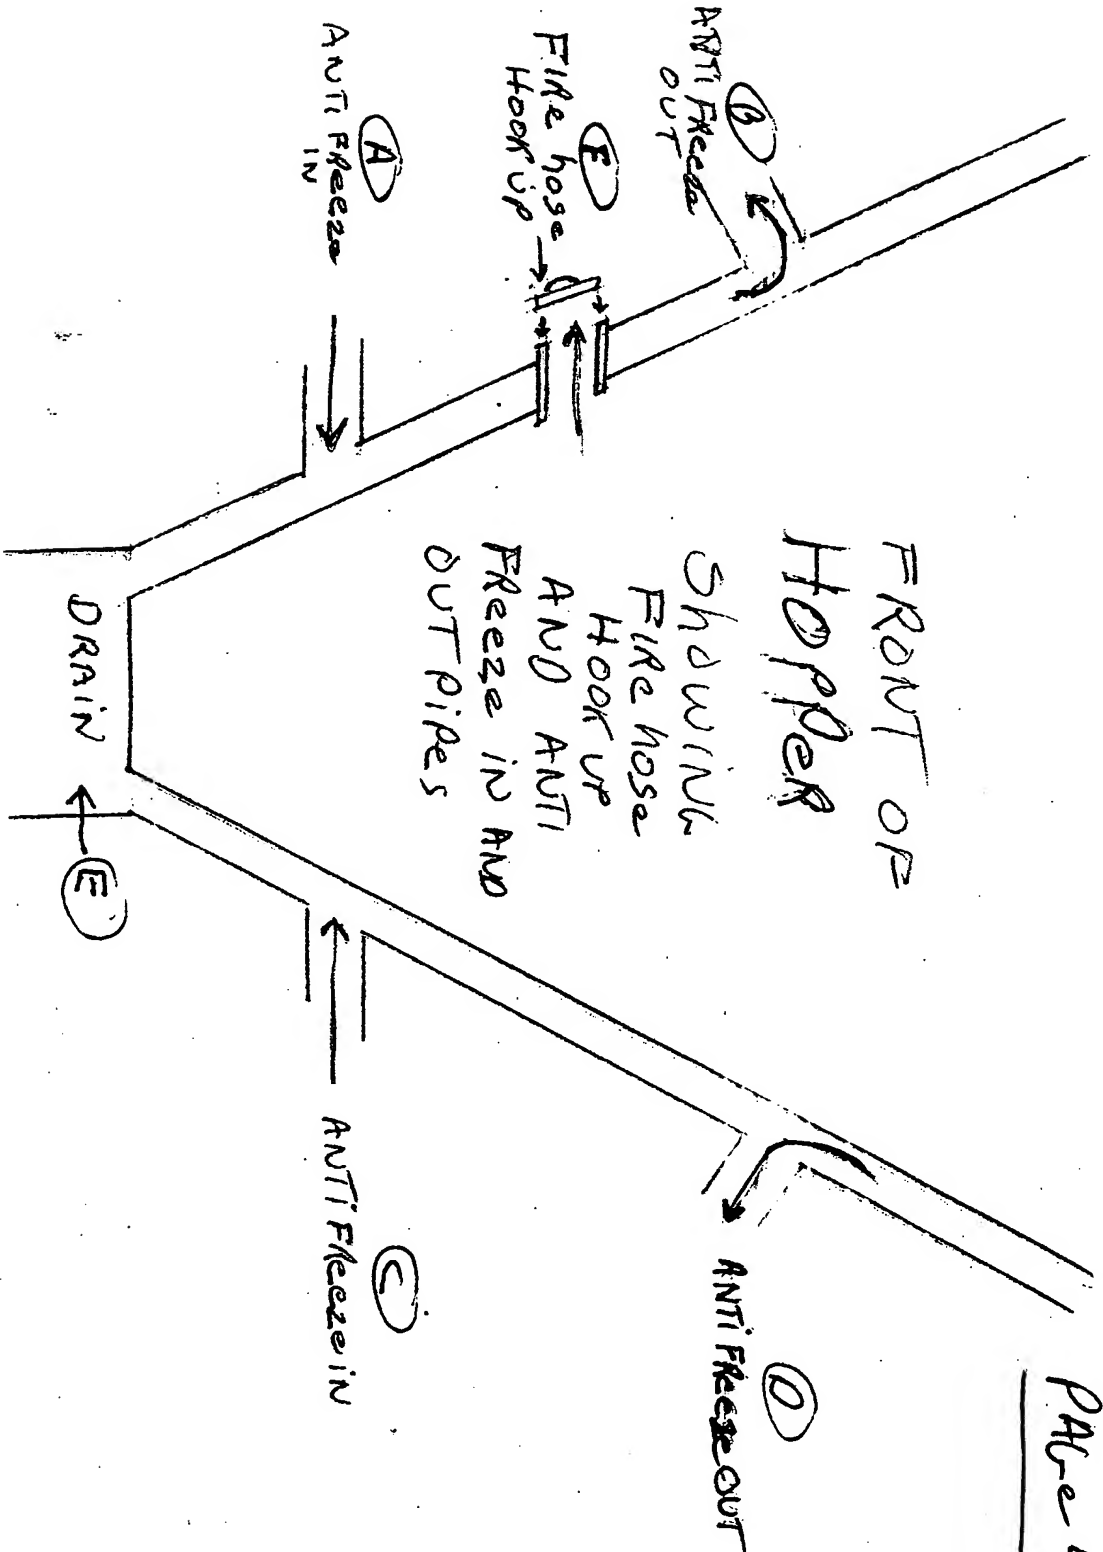 PAGe
FRONT OF
HOPPeR
ShowiNG
FIRe hose
HOOK UP
AND ANTI
FReeze IN AND
OUT PiPes
B
ANTI FReeze
OUT
D
ANTi FReeze OUT
F
FIRe hose
HOOK UP
A
ANTI FReeze
IN
C
ANTi FReeze iN
DRAiN
E